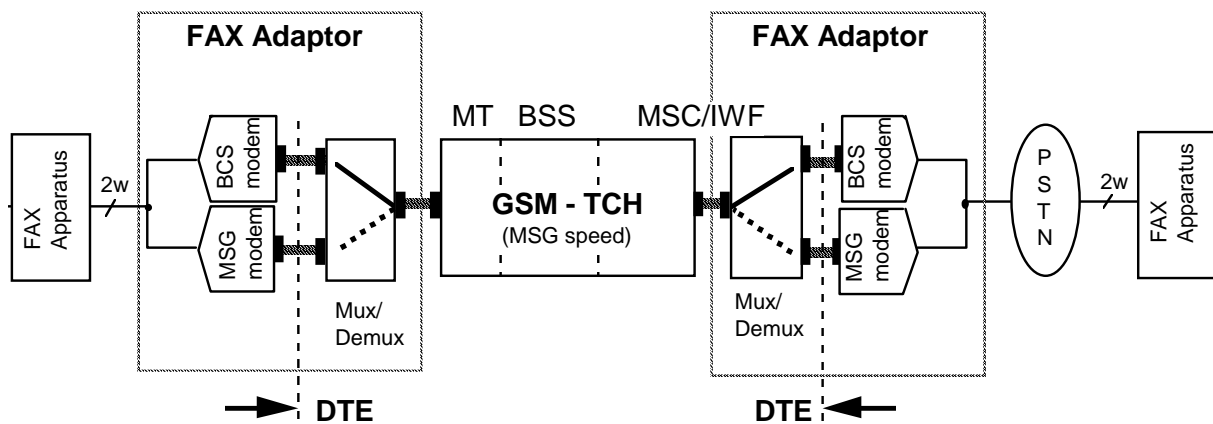 FAX Adaptor
FAX Adaptor
MT BSS MSC/IWF
FAX
Apparatus
2w
BCS
modem
MSG
modem
Mux/
Demux
GSM - TCH
(MSG speed)
Mux/
Demux
BCS
modem
MSG
modem
PSTN
2w
FAX
Apparatus
DTE
DTE